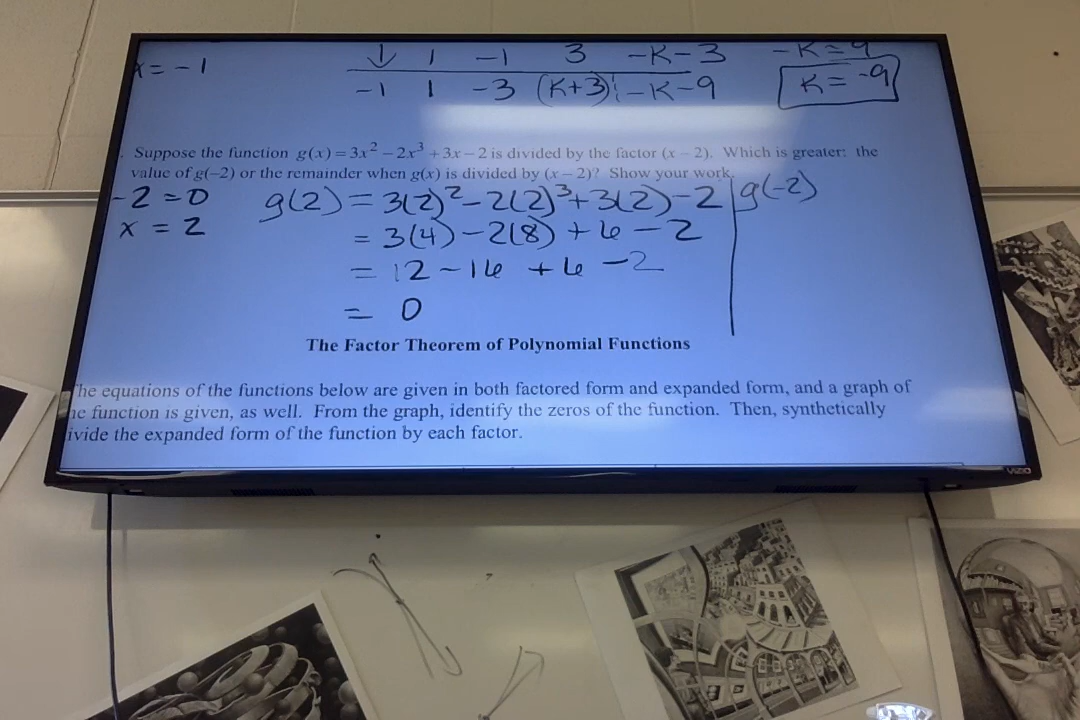 x = -1
↓ 1 -1 3 -K-3
-K=9
-1 1 -3 (K+3) -K-9
K= -9
Suppose the function g(x) = 3x² – 2x³ + 3x – 2 is divided by the factor (x – 2). Which is greater: the
value of g(–2) or the remainder when g(x) is divided by (x – 2)? Show your work.
-2 = 0
x = 2
g(2) = 3(2)² - 2(2)³ + 3(2) - 2
= 3(4) - 2(8) + 6 - 2
= 12 - 16 + 6 - 2
= 0
g(-2)
The Factor Theorem of Polynomial Functions
The equations of the functions below are given in both factored form and expanded form, and a graph of
he function is given, as well. From the graph, identify the zeros of the function. Then, synthetically
ivide the expanded form of the function by each factor.
VIZIO